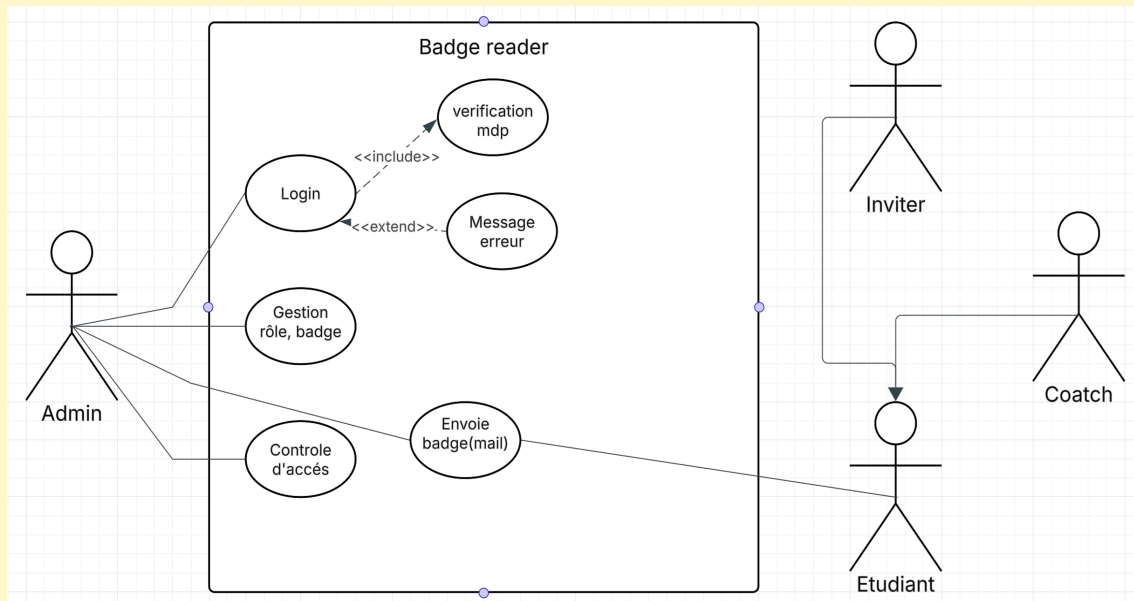 Badge reader
verification
mdp
<<include>>
Login
<<extend>>
Message
erreur
Gestion
rôle, badge
Envoie
badge(mail)
Controle
d'accés
Admin
Inviter
Coatch
Etudiant